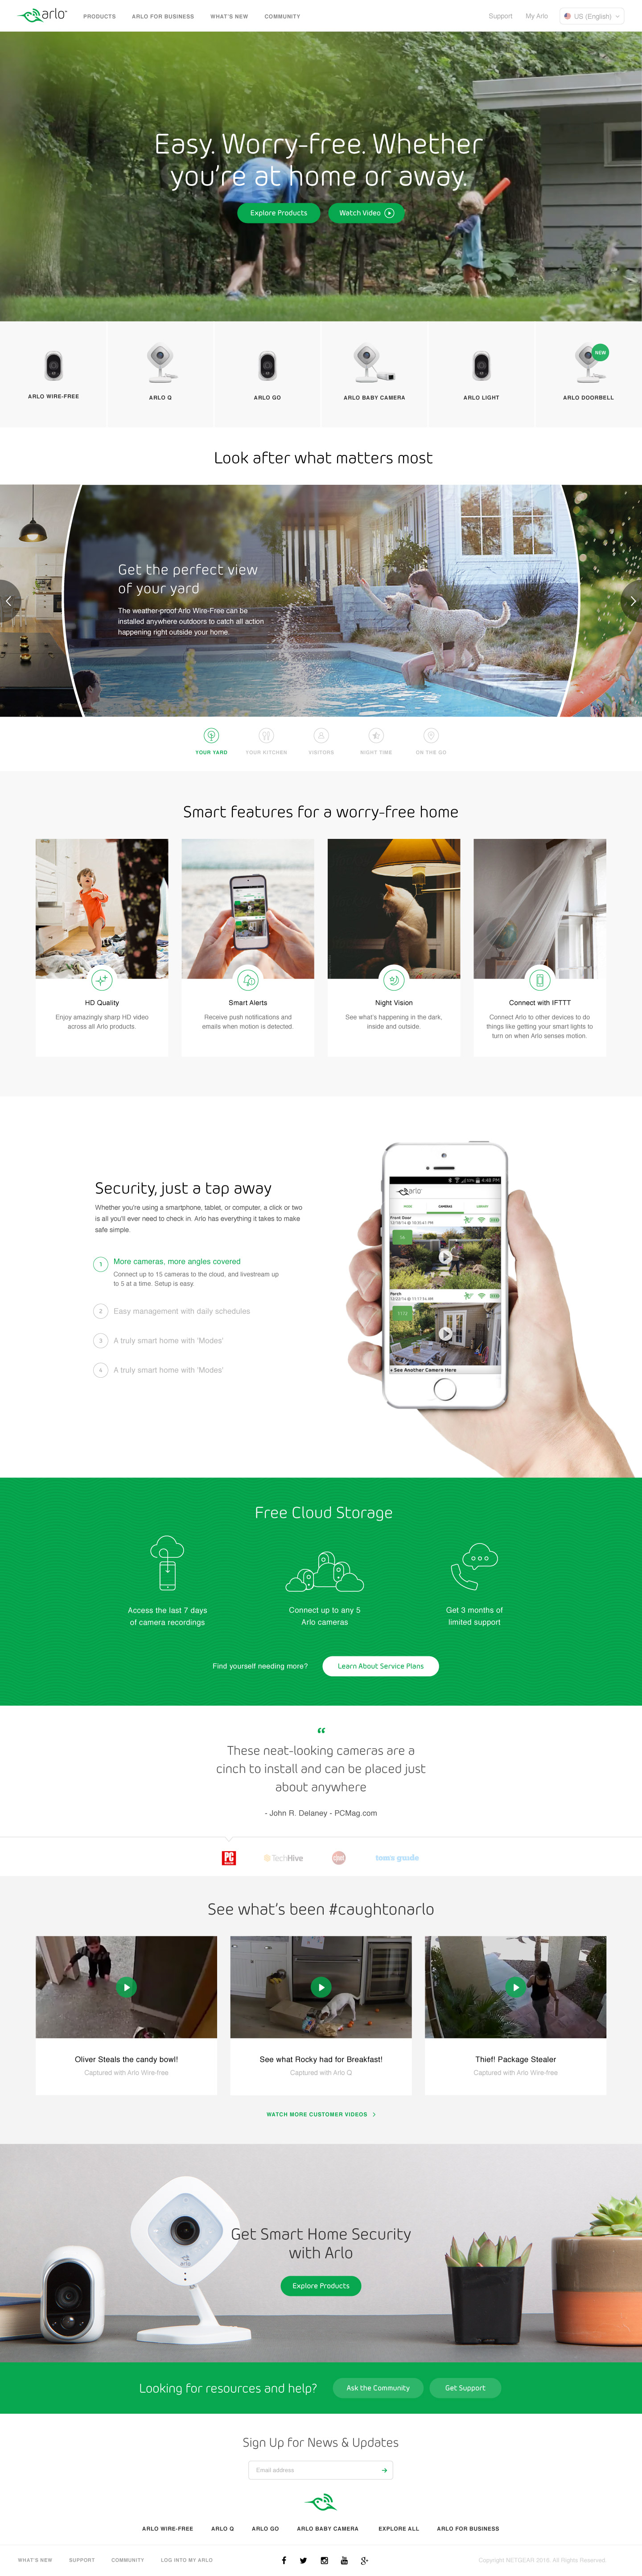 arlo
PRODUCTS ARLO FOR BUSINESS WHAT'S NEW COMMUNITY
Support My Arlo US (English)
Easy. Worry-free. Whether
you're at home or away.
Explore Products Watch Video
NEW
ARLO WIRE-FREE ARLO Q ARLO GO ARLO BABY CAMERA ARLO LIGHT ARLO DOORBELL
Look after what matters most
Get the perfect view
of your yard
The weather-proof Arlo Wire-Free can be
installed anywhere outdoors to catch all action
happening right outside your home.
YOUR YARD YOUR KITCHEN VISITORS NIGHT TIME ON THE GO
Smart features for a worry-free home
HD Quality
Enjoy amazingly sharp HD video
across all Arlo products.
Smart Alerts
Receive push notifications and
emails when motion is detected.
Night Vision
See what's happening in the dark,
inside and outside.
Connect with IFTTT
Connect Arlo to other devices to do
things like getting your smart lights to
turn on when Arlo senses motion.
Security, just a tap away
Whether you're using a smartphone, tablet, or computer, a click or two
is all you'll ever need to check in. Arlo has everything it takes to make
safe simple.
1 More cameras, more angles covered
Connect up to 15 cameras to the cloud, and livestream up
to 5 at a time. Setup is easy.
2 Easy management with daily schedules
3 A truly smart home with 'Modes'
4 A truly smart home with 'Modes'
arlo
CAMERAS
Front Door
Porch
+ See Another Camera Here
Free Cloud Storage
Access the last 7 days
of camera recordings
Connect up to any 5
Arlo cameras
Get 3 months of
limited support
Find yourself needing more? Learn About Service Plans
“
These neat-looking cameras are a
cinch to install and can be placed just
about anywhere
- John R. Delaney - PCMag.com
PC TechHive tom's guide
See what's been #caughtonarlo
Oliver Steals the candy bowl!
Captured with Arlo Wire-free
See what Rocky had for Breakfast!
Captured with Arlo Q
Thief! Package Stealer
Captured with Arlo Wire-free
WATCH MORE CUSTOMER VIDEOS
arlo
Get Smart Home Security
with Arlo
Explore Products
Looking for resources and help? Ask the Community Get Support
Sign Up for News & Updates
Email address
ARLO WIRE-FREE ARLO Q ARLO GO ARLO BABY CAMERA EXPLORE ALL ARLO FOR BUSINESS
WHAT'S NEW SUPPORT COMMUNITY LOG INTO MY ARLO
Copyright NETGEAR 2016. All Rights Reserved.